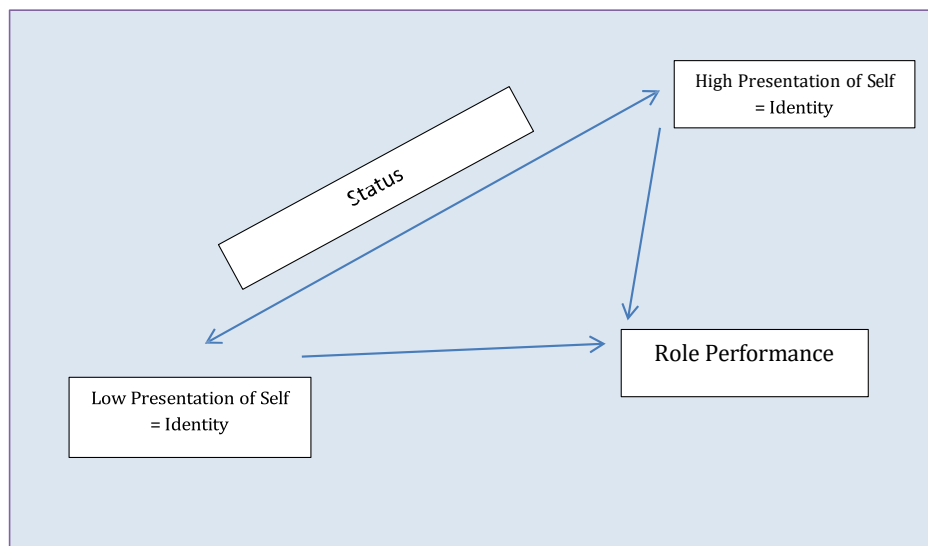 High Presentation of Self
= Identity
Status
Role Performance
Low Presentation of Self
= Identity